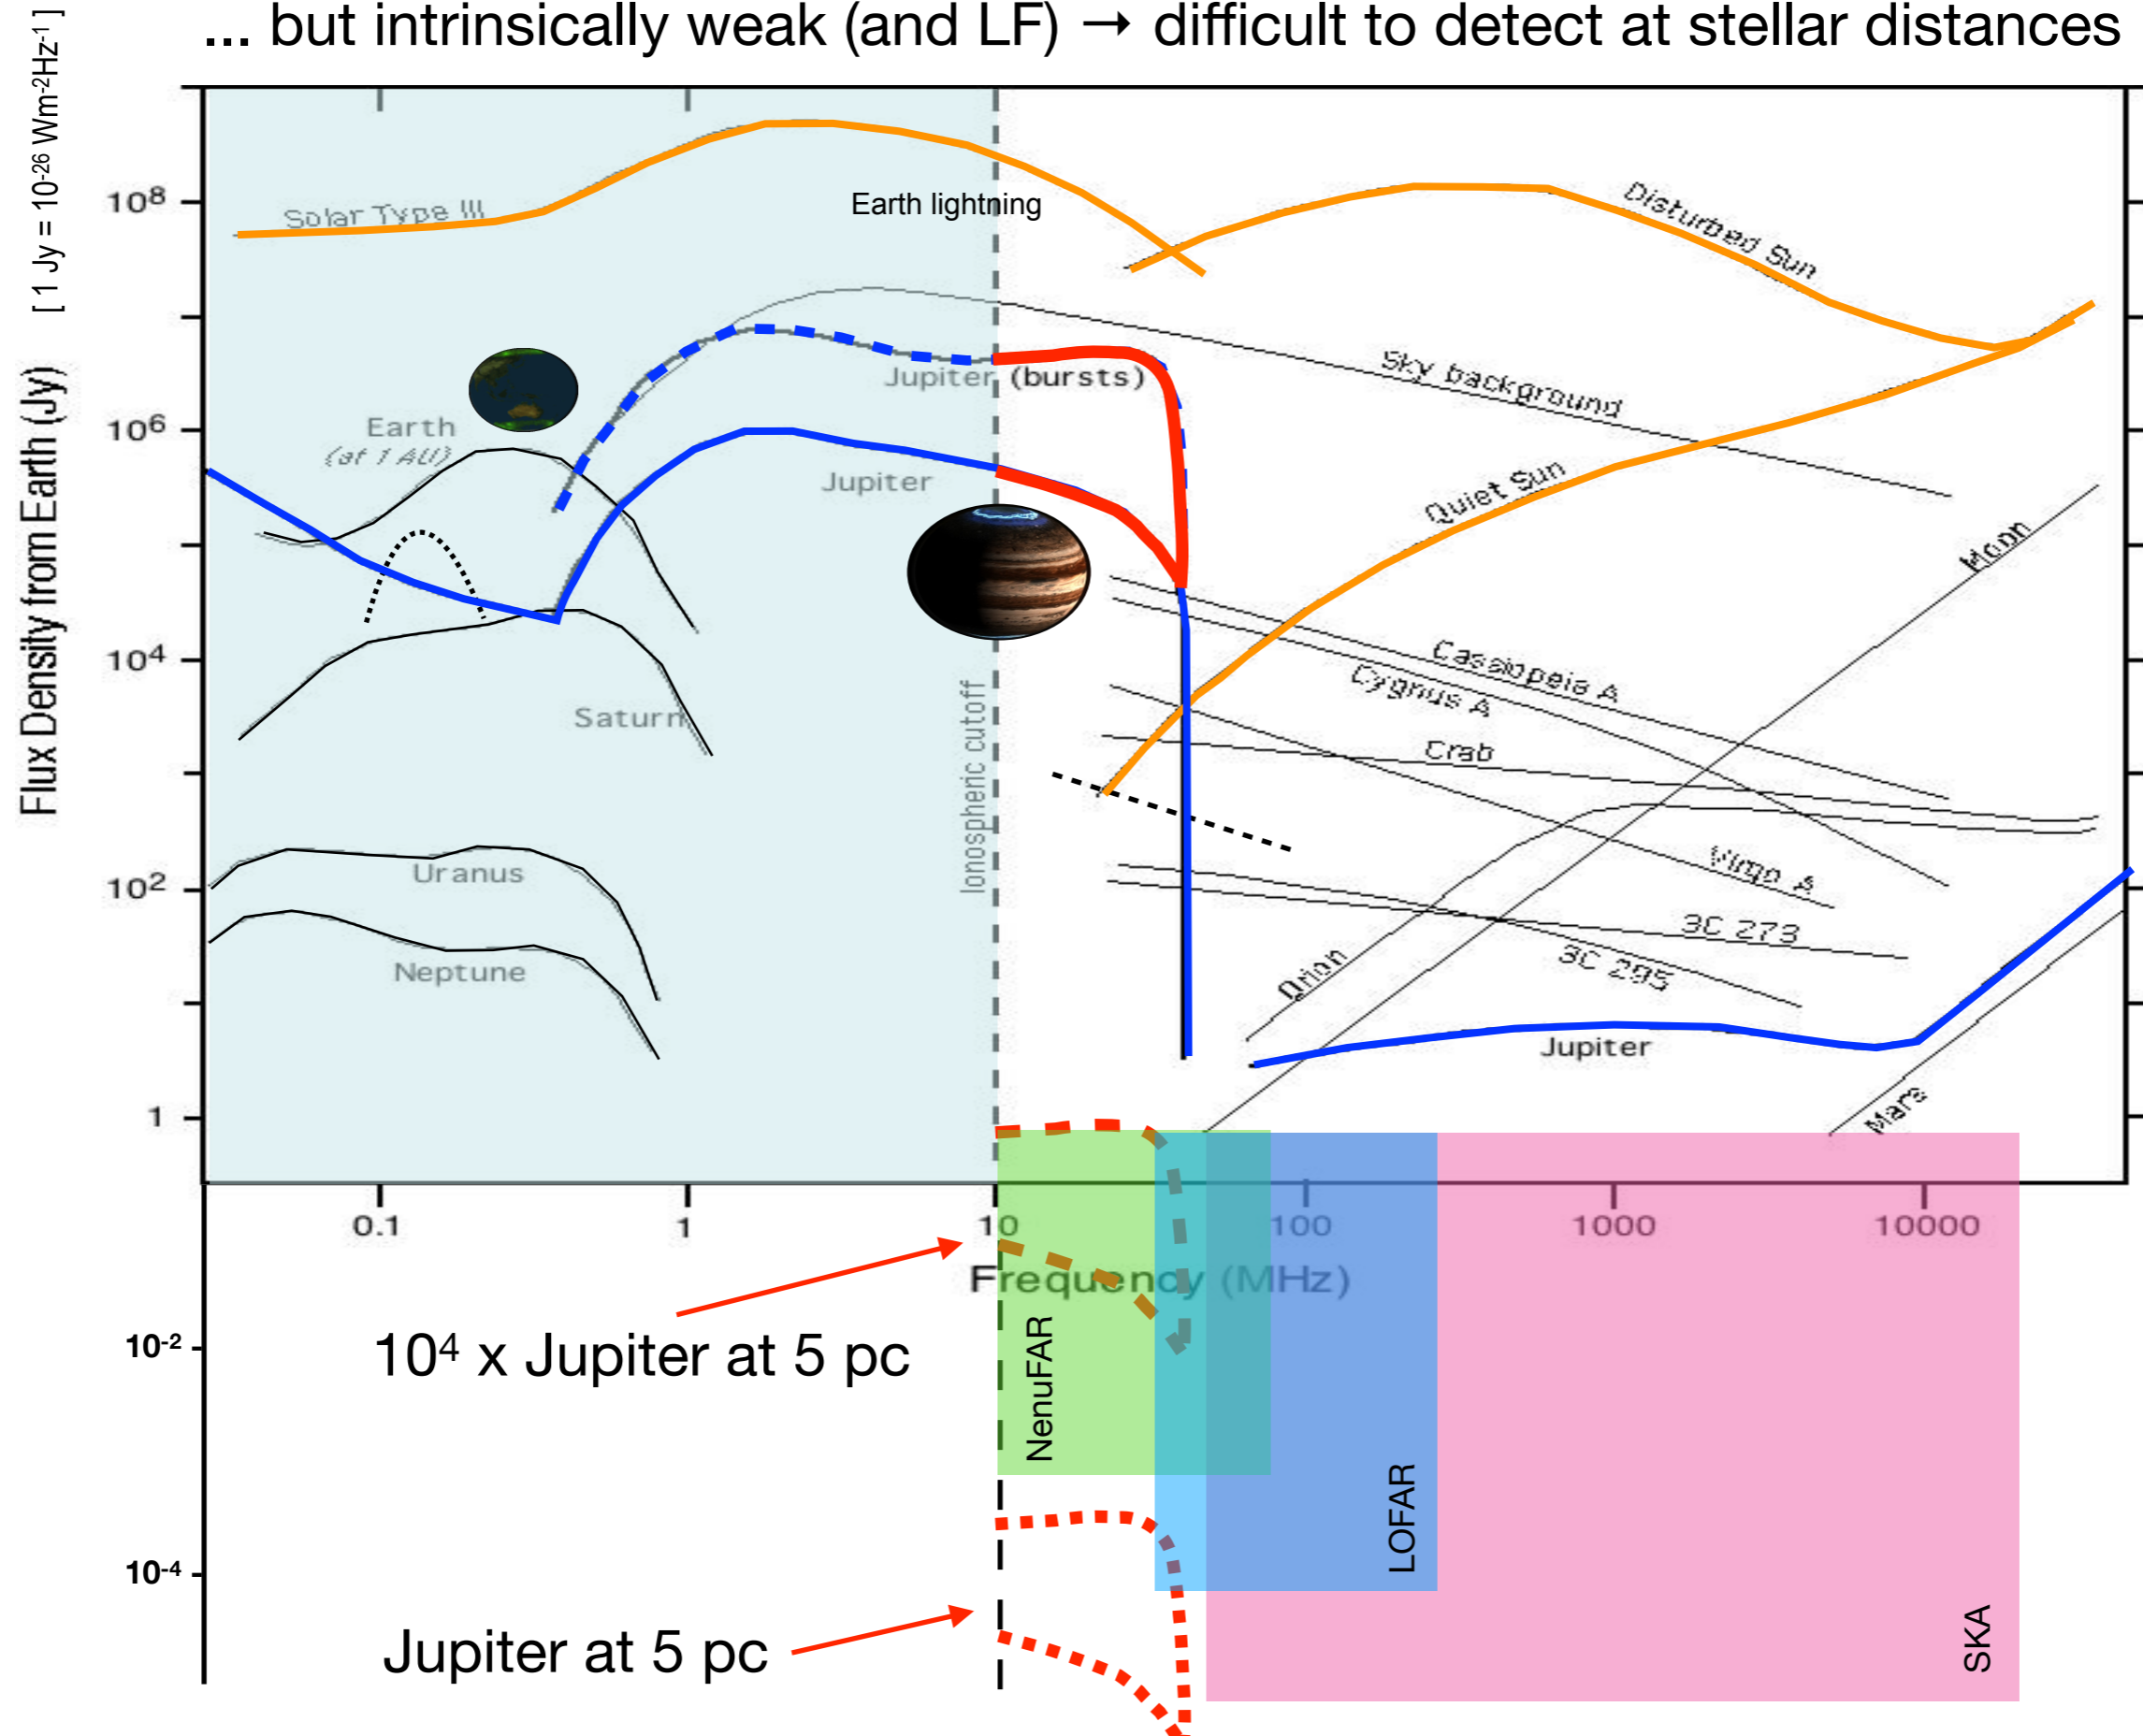 ... but intrinsically weak (and LF) → difficult to detect at stellar distances
Flux Density from Earth (Jy) [ 1 Jy = 10-26 Wm-2Hz-1 ]
10⁸
10⁶
10⁴
10²
1
10-2
10-4
Solar Type III
Earth lightning
Disturbed Sun
Sky background
Jupiter (bursts)
Earth
(at 1 AU)
Jupiter
Quiet Sun
Moon
Cassiopeia A
Cygnus A
Saturn
Crab
Ionospheric cutoff
Uranus
Virgo A
3C 273
3C 295
Neptune
Orion
Jupiter
Mars
0.1
1
10
100
1000
10000
Frequency (MHz)
10⁴ x Jupiter at 5 pc
NenuFAR
LOFAR
SKA
Jupiter at 5 pc